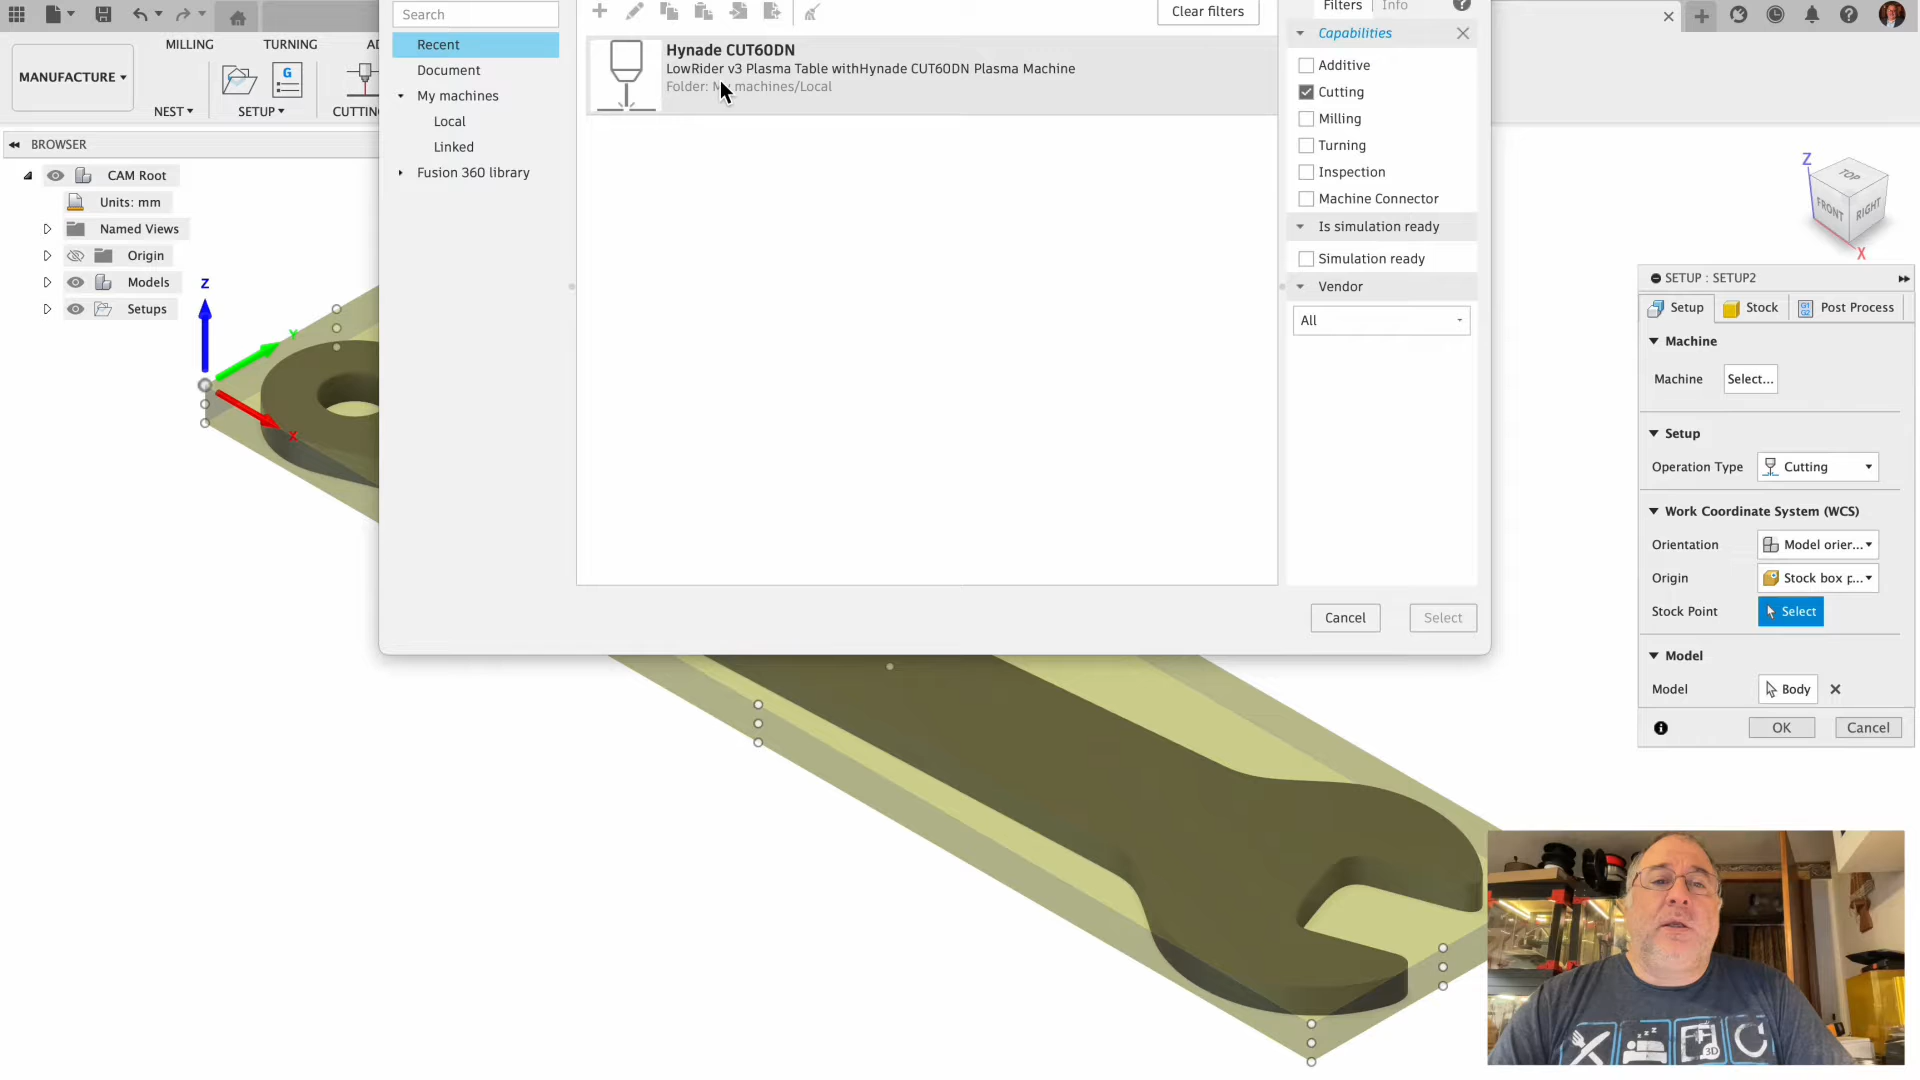 MILLING
TURNING
MANUFACTURE
NEST
SETUP
BROWSER
CAM Root
Units: mm
Named Views
Origin
Models
Setups
Z
Y
X
Search
Recent
Document
My machines
Local
Linked
Fusion 360 library
Clear filters
Hynade CUT60DN
LowRider v3 Plasma Table withHynade CUT60DN Plasma Machine
Folder: My machines/Local
Filters
Info
Capabilities
Additive
Cutting
Milling
Turning
Inspection
Machine Connector
Is simulation ready
Simulation ready
Vendor
All
Cancel
Select
Z
TOP
FRONT
RIGHT
X
SETUP : SETUP2
Setup
Stock
Post Process
Machine
Machine
Select...
Setup
Operation Type
Cutting
Work Coordinate System (WCS)
Orientation
Model orier...
Origin
Stock box p...
Stock Point
Select
Model
Model
Body
OK
Cancel